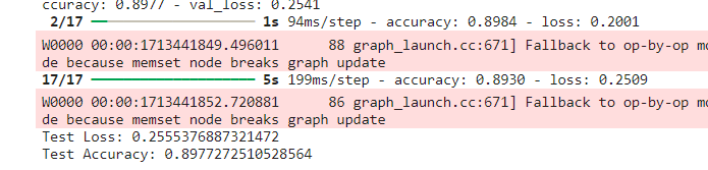 ccuracy: 0.8977 - val_loss: 0.2541
2/17 1s 94ms/step - accuracy: 0.8984 - loss: 0.2001
W0000 00:00:1713441849.496011 88 graph_launch.cc:671] Fallback to op-by-op mo
de because memset node breaks graph update
17/17 5s 199ms/step - accuracy: 0.8930 - loss: 0.2509
W0000 00:00:1713441852.720881 86 graph_launch.cc:671] Fallback to op-by-op mo
de because memset node breaks graph update
Test Loss: 0.2555376887321472
Test Accuracy: 0.8977272510528564